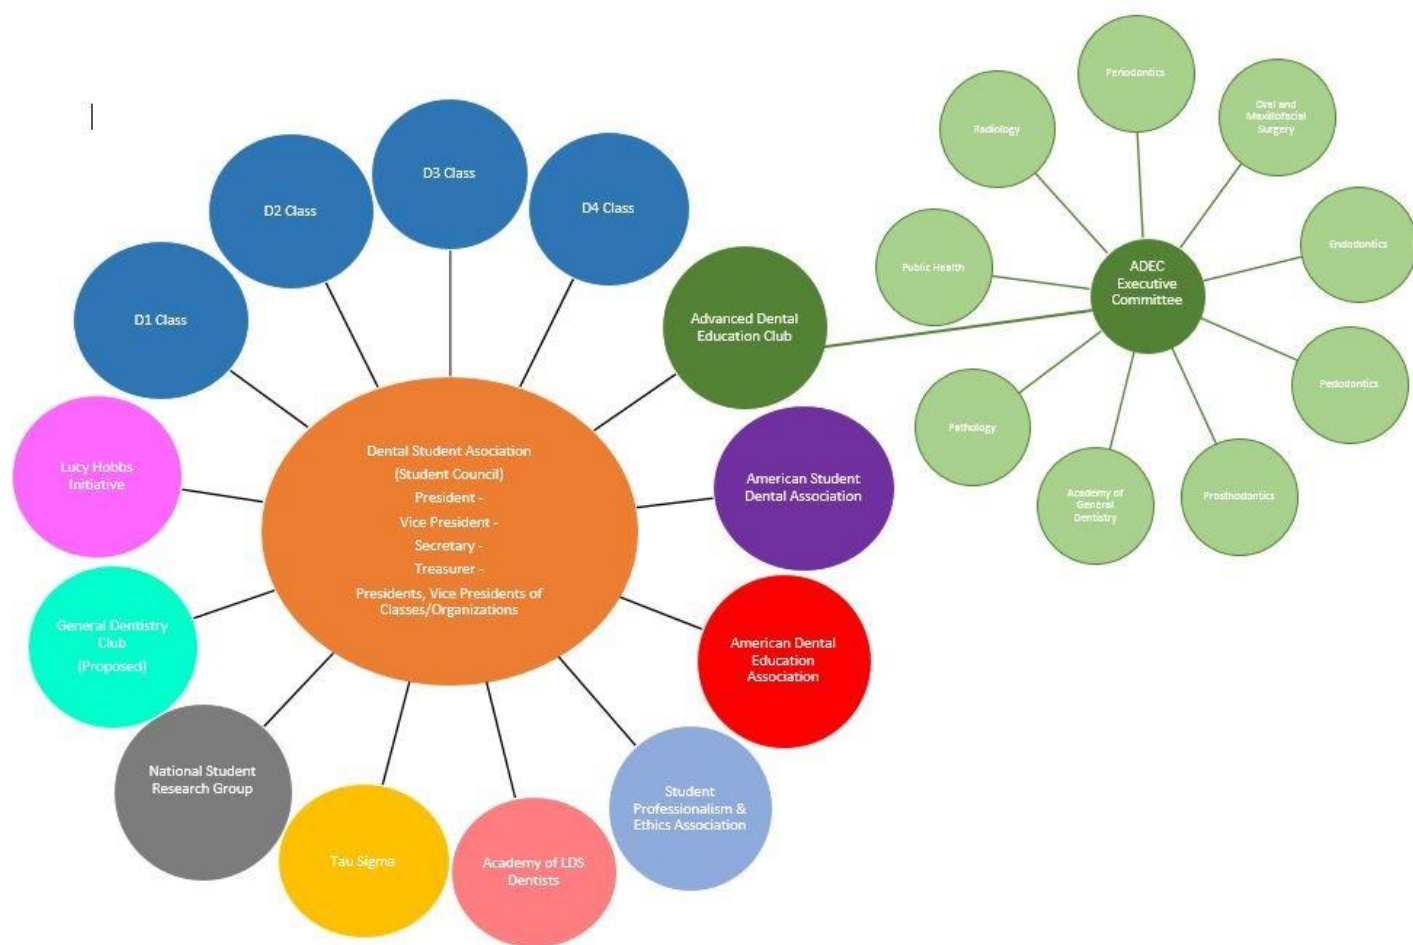 D1 Class
D2 Class
D3 Class
D4 Class
Advanced Dental
Education Club
American Student
Dental Association
American Dental
Education
Association
Student
Professionalism &
Ethics Association
Academy of LDS
Dentists
Tau Sigma
National Student
Research Group
General Dentistry
Club
(Proposed)
Lucy Hobbs
Initiative
Dental Student Asociation
(Student Council)
President -
Vice President -
Secretary -
Treasurer -
Presidents, Vice Presidents of
Classes/Organizations
ADEC
Executive
Committee
Periodontics
Oral and
Maxillofacial
Surgery
Endodontics
Pedodontics
Prosthodontics
Academy of
General
Dentistry
Pathology
Public Health
Radiology